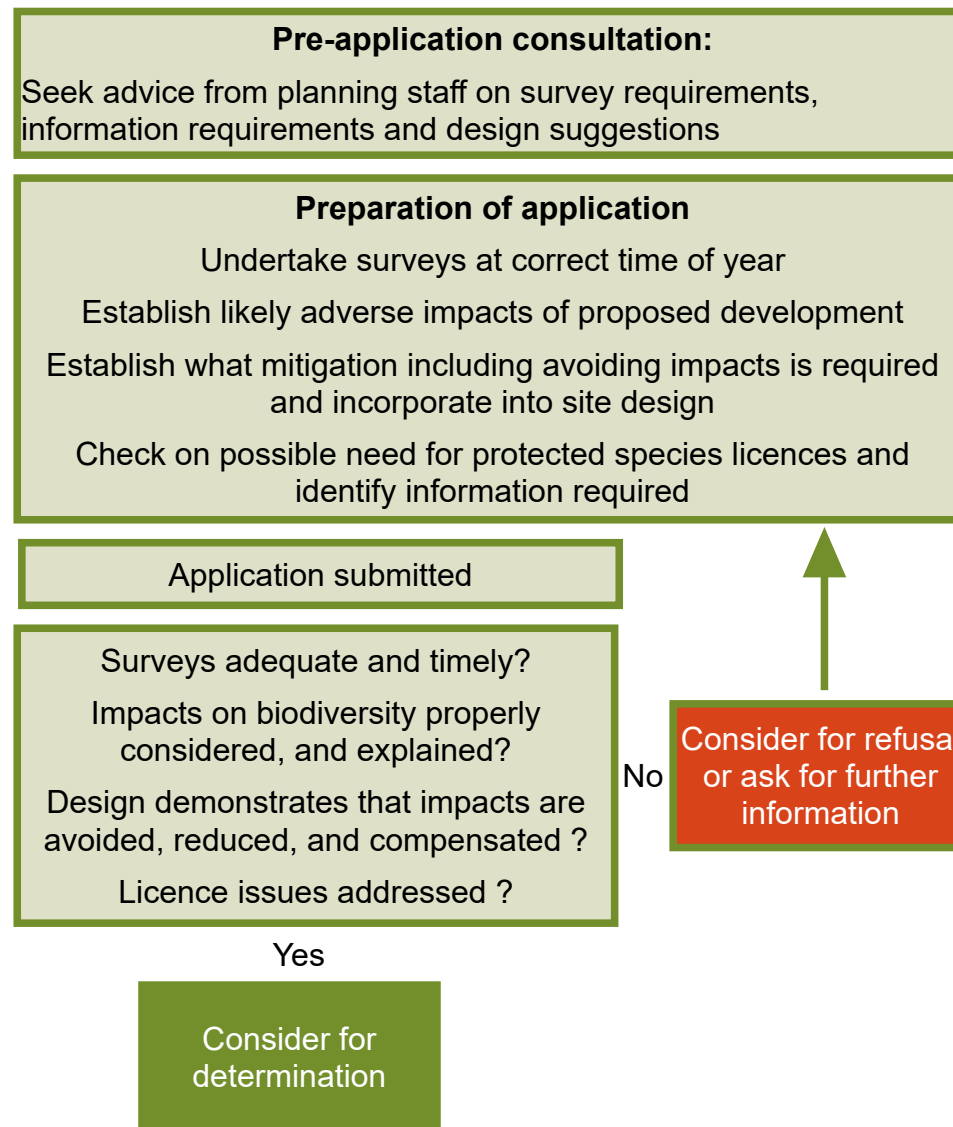 Pre-application consultation:
Seek advice from planning staff on survey requirements,
information requirements and design suggestions
Preparation of application
Undertake surveys at correct time of year
Establish likely adverse impacts of proposed development
Establish what mitigation including avoiding impacts is required
and incorporate into site design
Check on possible need for protected species licences and
identify information required
Application submitted
Surveys adequate and timely?
Impacts on biodiversity properly
considered, and explained?
Design demonstrates that impacts are
avoided, reduced, and compensated ?
Licence issues addressed ?
No
Consider for refusa
or ask for further
information
Yes
Consider for
determination